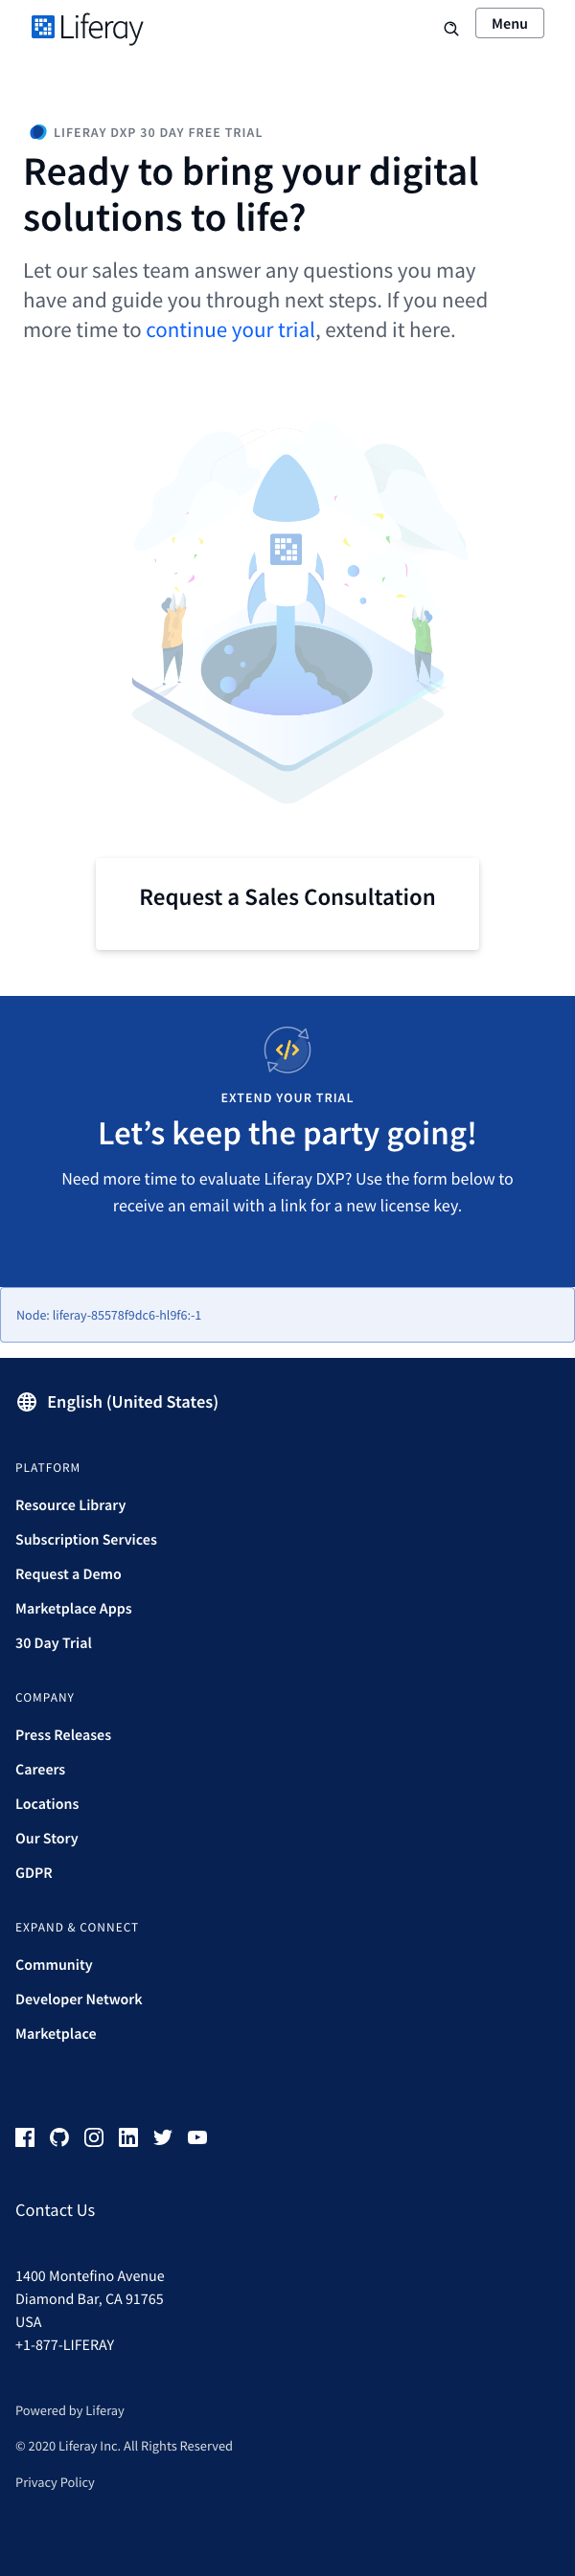 Liferay
Menu
LIFERAY DXP 30 DAY FREE TRIAL
Ready to bring your digital
solutions to life?
Let our sales team answer any questions you may
have and guide you through next steps. If you need
more time to continue your trial, extend it here.
Request a Sales Consultation
EXTEND YOUR TRIAL
Let’s keep the party going!
Need more time to evaluate Liferay DXP? Use the form below to
receive an email with a link for a new license key.
Node: liferay-85578f9dc6-hl9f6:-1
English (United States)
PLATFORM
Resource Library
Subscription Services
Request a Demo
Marketplace Apps
30 Day Trial
COMPANY
Press Releases
Careers
Locations
Our Story
GDPR
EXPAND & CONNECT
Community
Developer Network
Marketplace
Contact Us
1400 Montefino Avenue
Diamond Bar, CA 91765
USA
+1-877-LIFERAY
Powered by Liferay
© 2020 Liferay Inc. All Rights Reserved
Privacy Policy